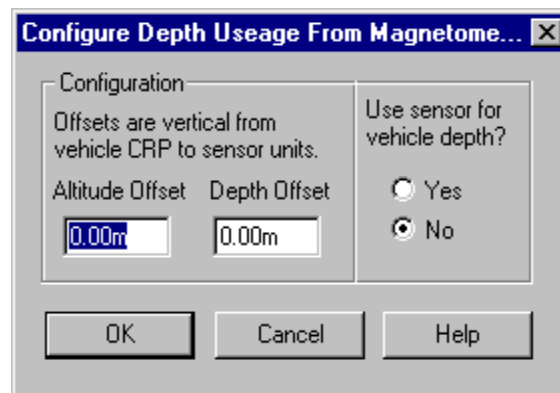 Configure Depth Useage From Magnetome...
Configuration
Offsets are vertical from
vehicle CRP to sensor units.
Altitude Offset Depth Offset
0.00m 0.00m
Use sensor for
vehicle depth?
Yes
No
OK Cancel Help